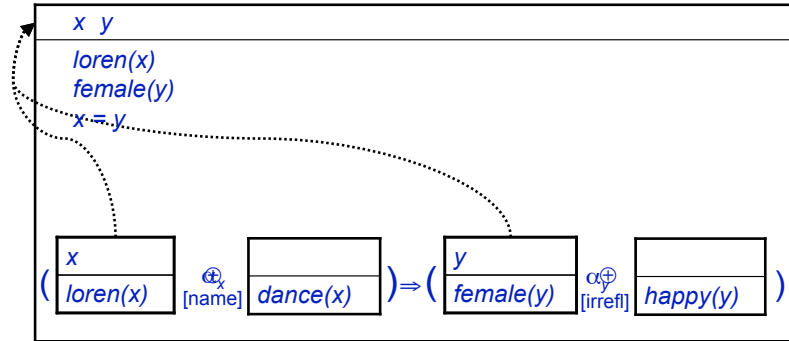 x y
loren(x)
female(y)
x = y
x y
( ⊕x ) ⇒ ( α⊕y )
loren(x) [name] dance(x) female(y) [irrefl] happy(y)